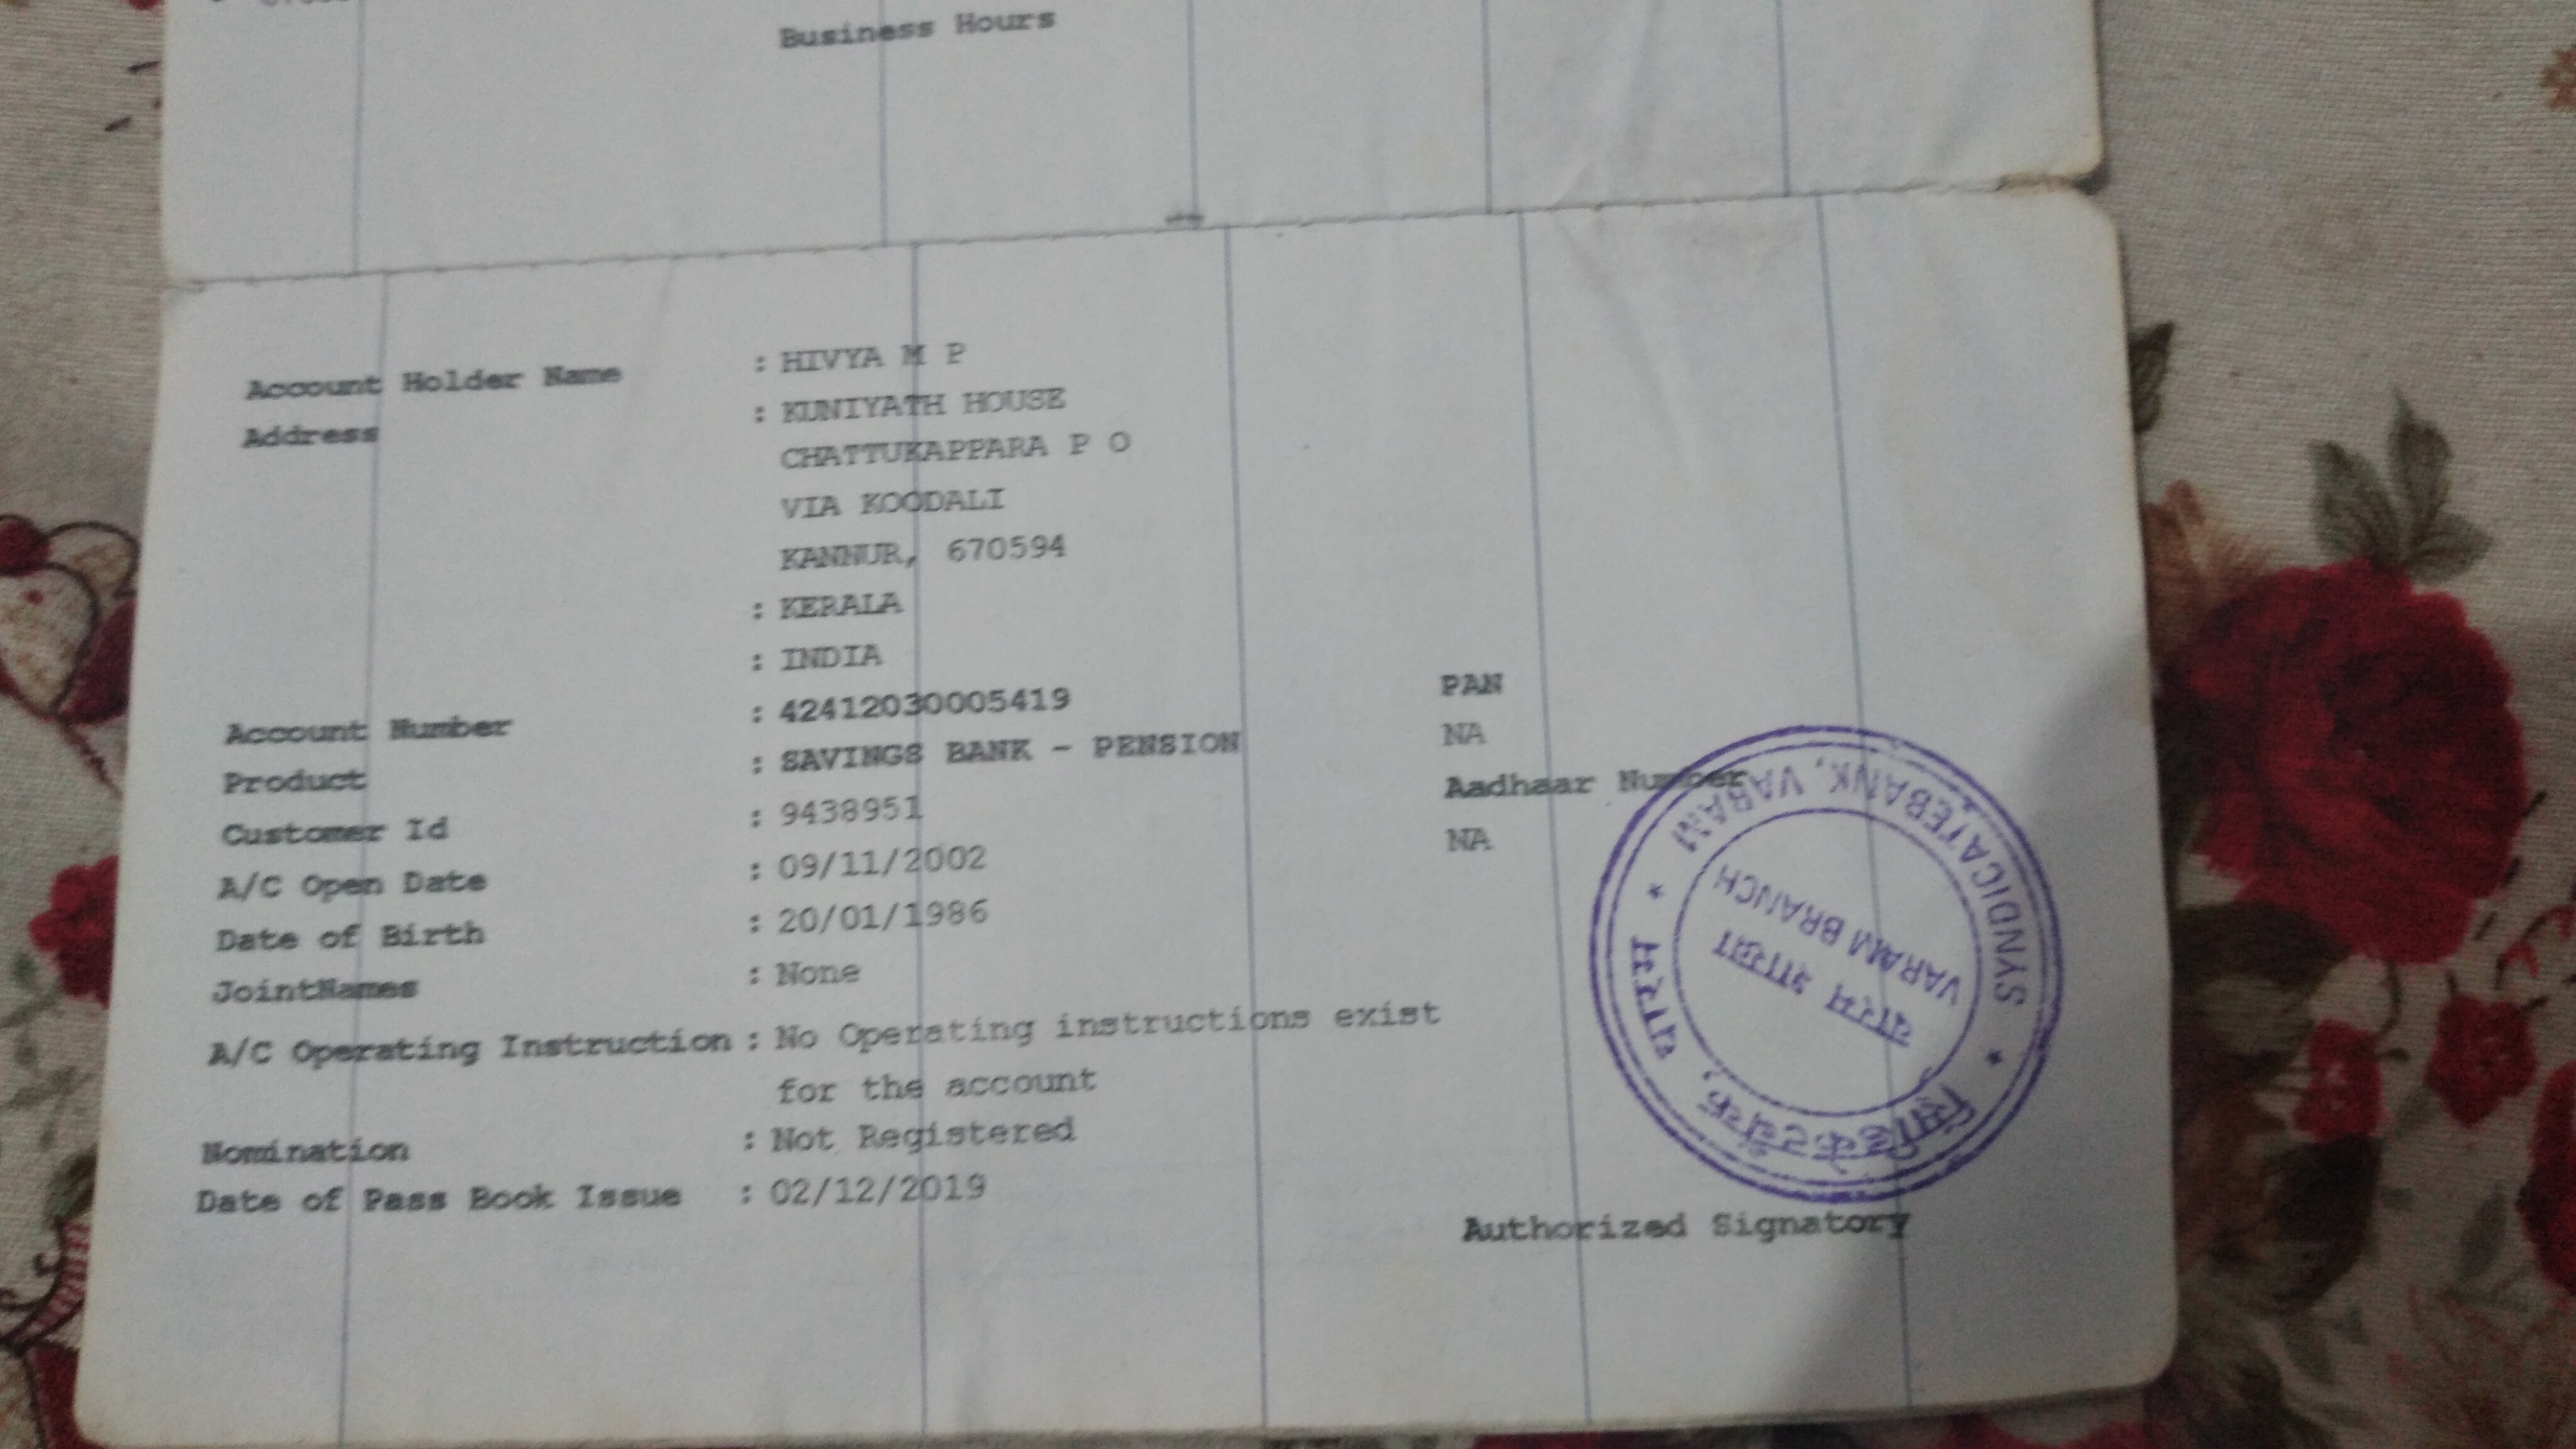 Business Hours
Account Holder Name : HIVYA M P
Address : KUNIYATH HOUSE
CHATTUKAPPARA P O
VIA KOODALI
KANNUR, 670594
: KERALA
: INDIA
Account Number : 42412030005419
Product : SAVINGS BANK - PENSION
Customer Id : 9438951
A/C Open Date : 09/11/2002
Date of Birth : 20/01/1986
JointNames : None
A/C Operating Instruction : No Operating instructions exist
for the account
Nomination : Not Registered
Date of Pass Book Issue : 02/12/2019
PAN
NA
Aadhaar Number
NA
सिंडिकेटबैंक, वारम
SYNDICATEBANK, VARAM
वारम शाखा
VARAM BRANCH
Authorized Signatory